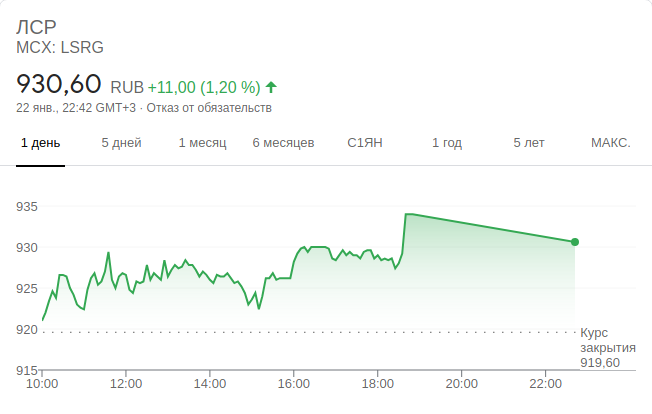 ЛСР
MCX: LSRG
930,60 RUB +11,00 (1,20 %)
22 янв., 22:42 GMT+3 · Отказ от обязательств
1 день 5 дней 1 месяц 6 месяцев С1ЯН 1 год 5 лет МАКС.
935
930
925
920
915
Курс
закрытия
919,60
10:00 12:00 14:00 16:00 18:00 20:00 22:00